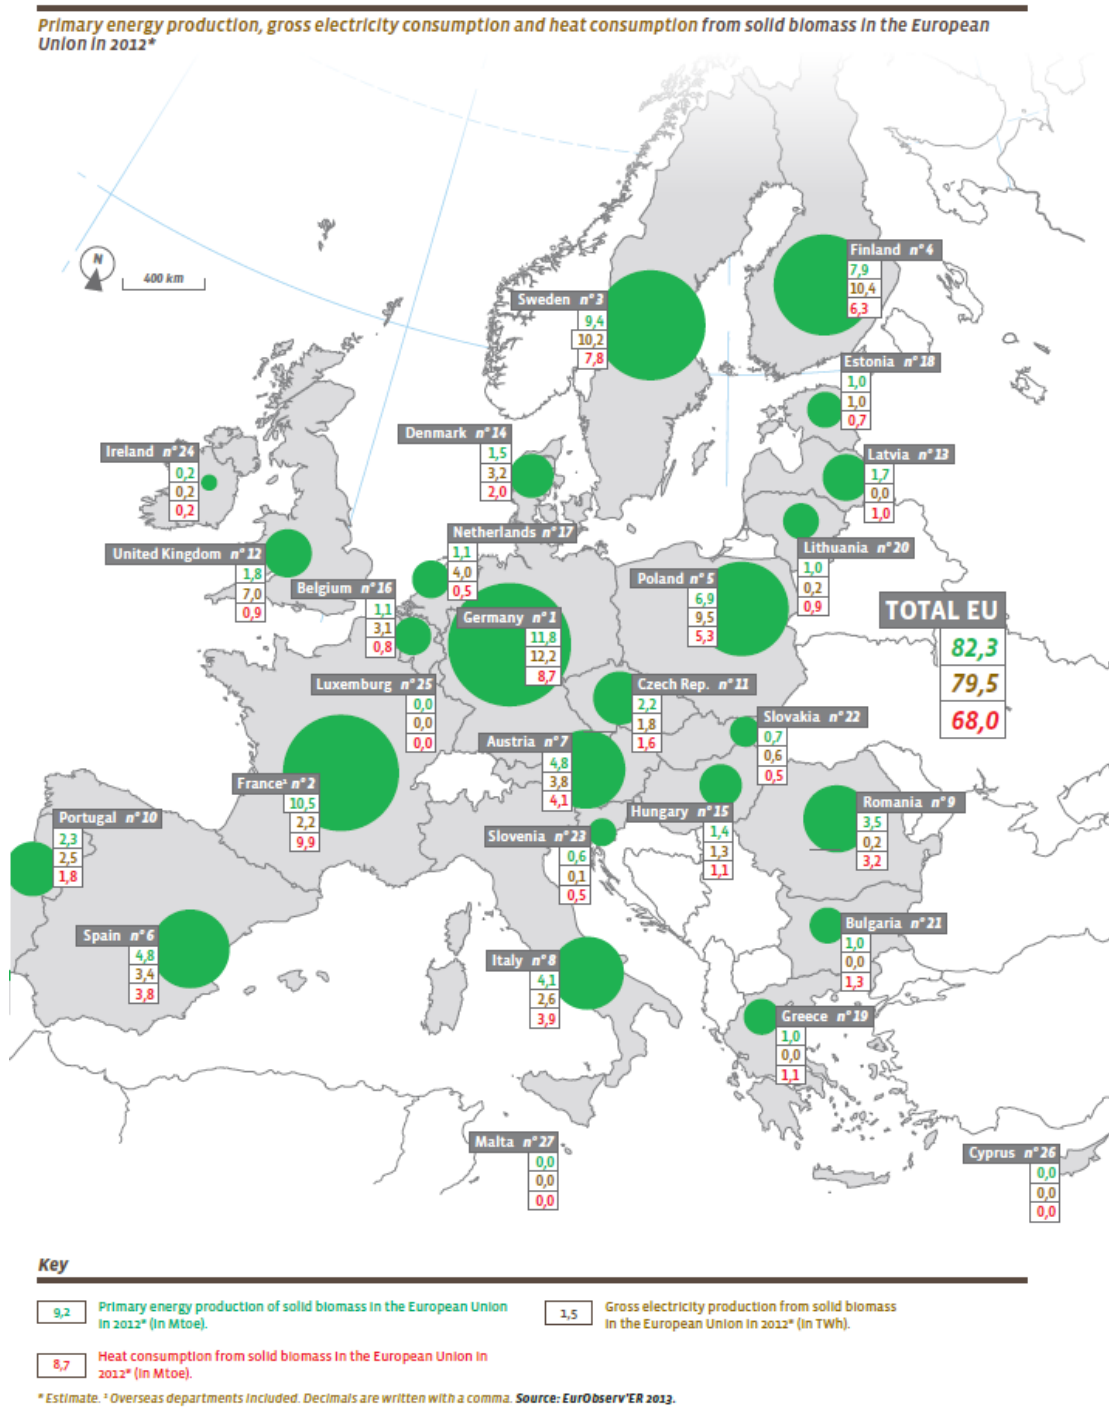 Primary energy production, gross electricity consumption and heat consumption from solid biomass in the European
Union in 2012*
N
400 km
Finland n°4
7,9
10,4
6,3
Sweden n°3
9,4
10,2
7,8
Estonia n°18
1,0
1,0
0,7
Denmark n°14
1,5
3,2
2,0
Ireland n°24
0,2
0,2
0,2
Latvia n°13
1,7
0,0
1,0
Netherlands n°17
1,1
4,0
0,5
United Kingdom n°12
1,8
7,0
0,9
Lithuania n°20
1,0
0,2
0,9
Belgium n°16
1,1
3,1
0,8
Poland n°5
6,9
9,5
5,3
Germany n°1
11,8
12,2
8,7
TOTAL EU
82,3
79,5
68,0
Luxemburg n°25
0,0
0,0
0,0
Czech Rep. n°11
2,2
1,8
1,6
Slovakia n°22
0,7
0,6
0,5
Austria n°7
4,8
3,8
4,1
France¹ n°2
10,5
2,2
9,9
Hungary n°15
1,4
1,3
1,1
Romania n°9
3,5
0,2
3,2
Portugal n°10
2,3
2,5
1,8
Slovenia n°23
0,6
0,1
0,5
Spain n°6
4,8
3,4
3,8
Bulgaria n°21
1,0
0,0
1,3
Italy n°8
4,1
2,6
3,9
Greece n°19
1,0
0,0
1,1
Malta n°27
0,0
0,0
0,0
Cyprus n°26
0,0
0,0
0,0
Key
9,2
Primary energy production of solid biomass in the European Union
in 2012* (in Mtoe).
1,5
Gross electricity production from solid biomass
in the European Union in 2012* (in TWh).
8,7
Heat consumption from solid biomass in the European Union in
2012* (in Mtoe).
* Estimate. ¹ Overseas departments included. Decimals are written with a comma. Source: EurObserv'ER 2013.